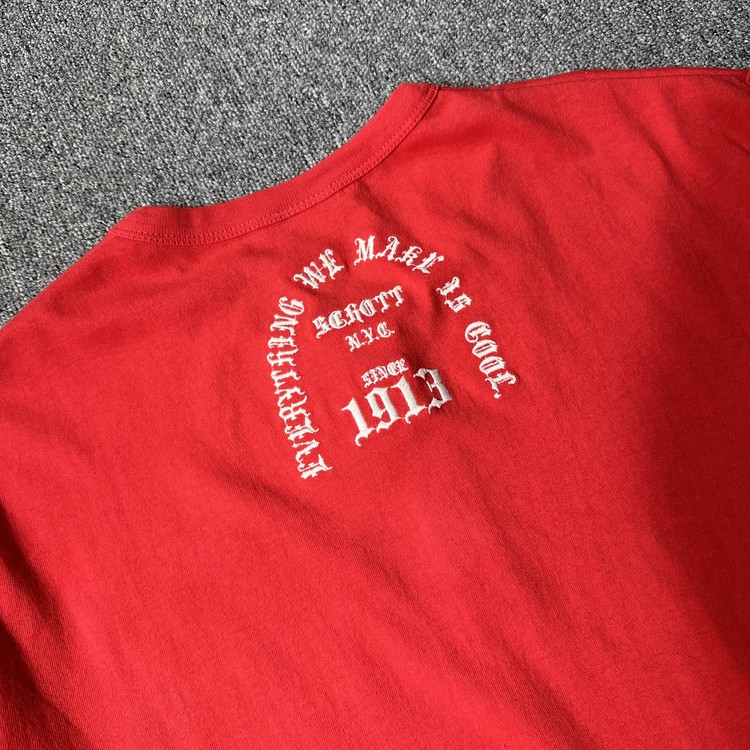 EVERYTHING WE MAKE IS COOL.
SCHOTT
N.Y.C.
SINCE
1913